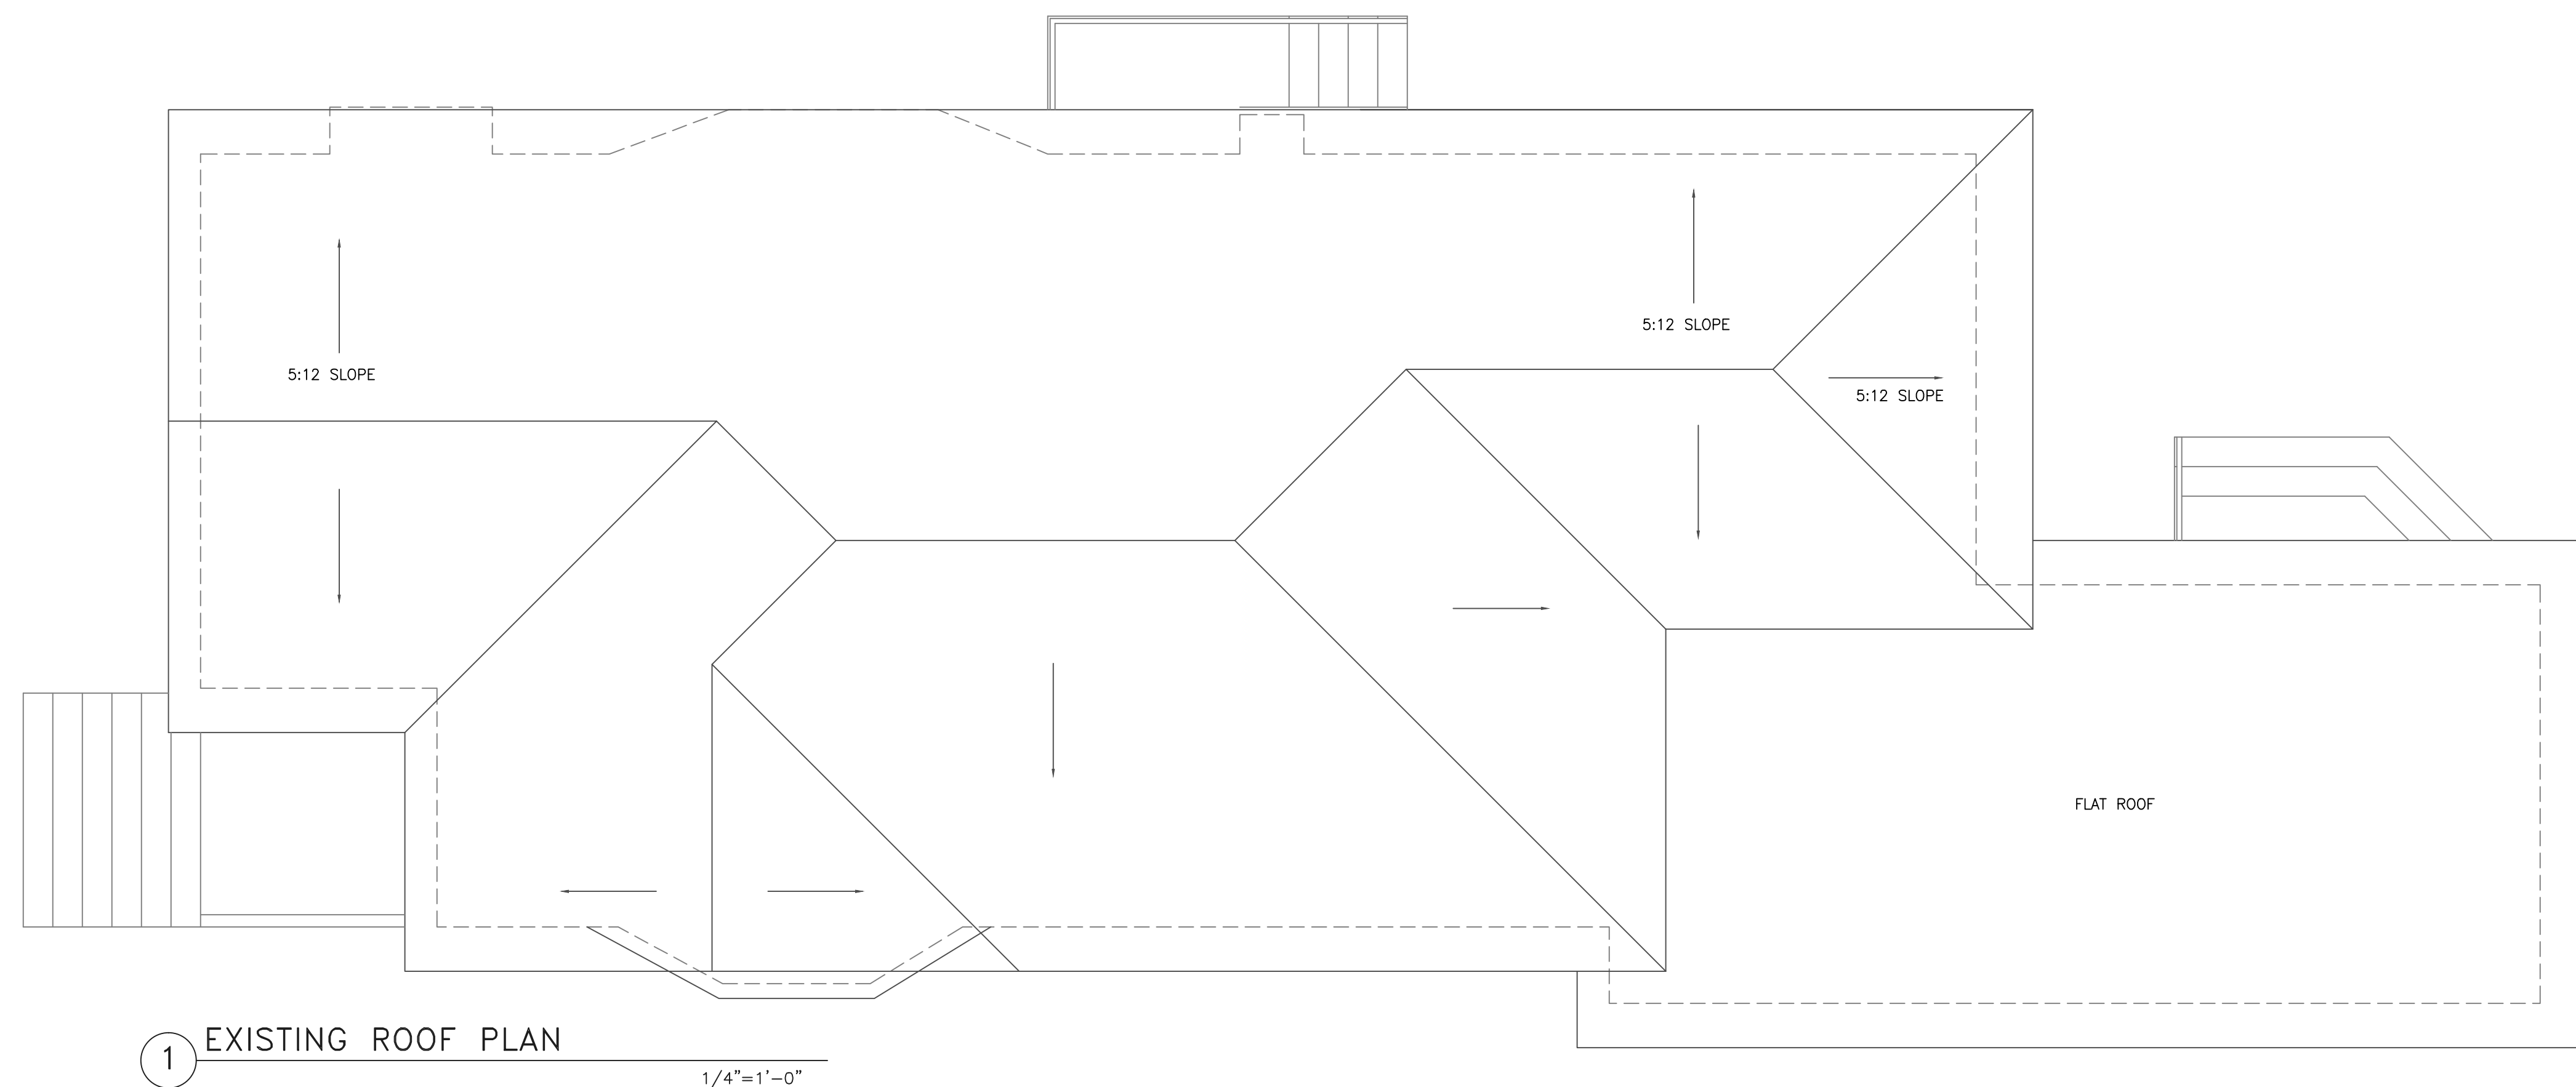 5:12 SLOPE
5:12 SLOPE
5:12 SLOPE
FLAT ROOF
1
EXISTING ROOF PLAN
1/4"=1'-0"